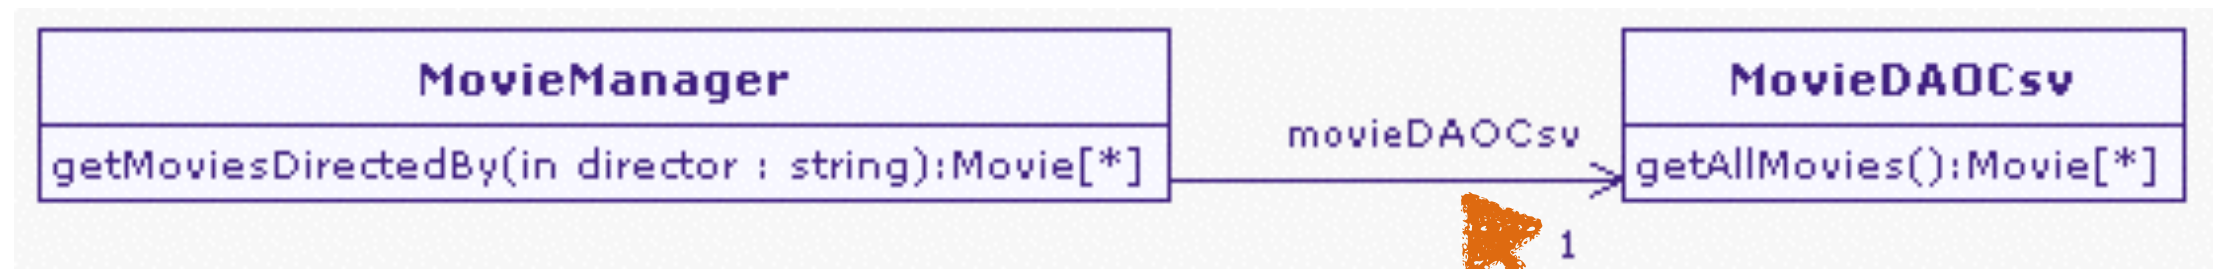 MovieManager
getMoviesDirectedBy(in director : string):Movie[*]
movieDAOCsv
1
MovieDAOCsv
getAllMovies():Movie[*]